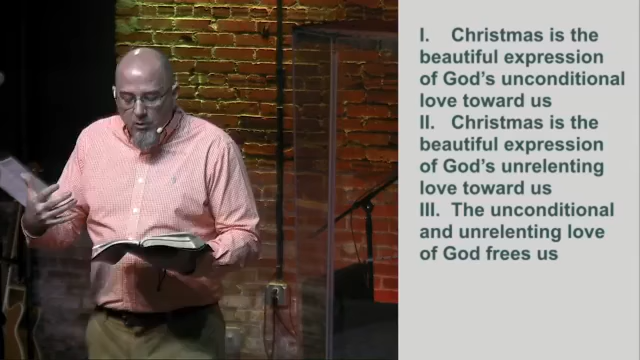 I. Christmas is the
beautiful expression
of God's unconditional
love toward us
II. Christmas is the
beautiful expression
of God's unrelenting
love toward us
III. The unconditional
and unrelenting love
of God frees us